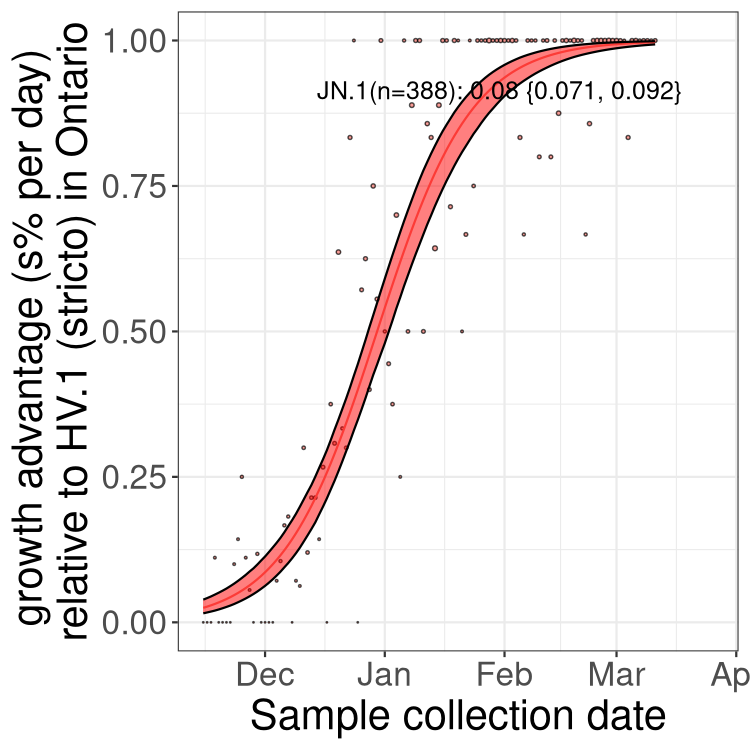 growth advantage (s% per day)
relative to HV.1 (stricto) in Ontario
1.00
0.75
0.50
0.25
0.00
JN.1(n=388): 0.08 {0.071, 0.092}
Dec Jan Feb Mar Ap
Sample collection date